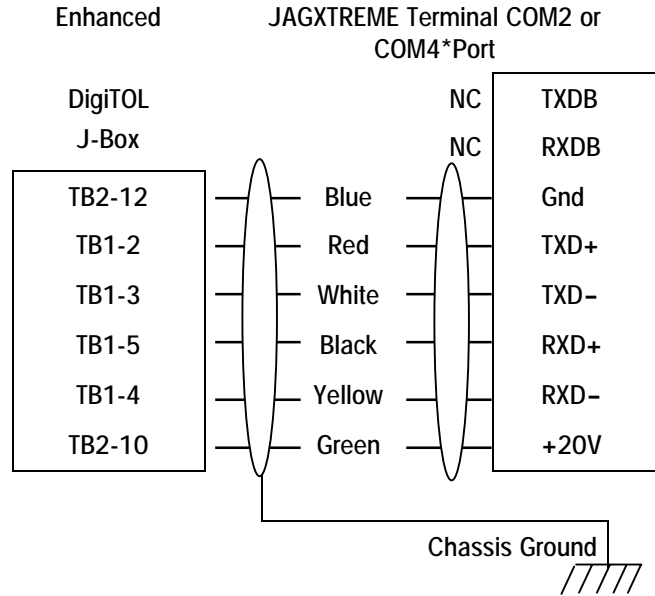 Enhanced JAGXTREME Terminal COM2 or
COM4*Port
DigiTOL NC TXDB
J-Box NC RXDB
TB2-12 Blue Gnd
TB1-2 Red TXD+
TB1-3 White TXD-
TB1-5 Black RXD+
TB1-4 Yellow RXD-
TB2-10 Green +20V
Chassis Ground